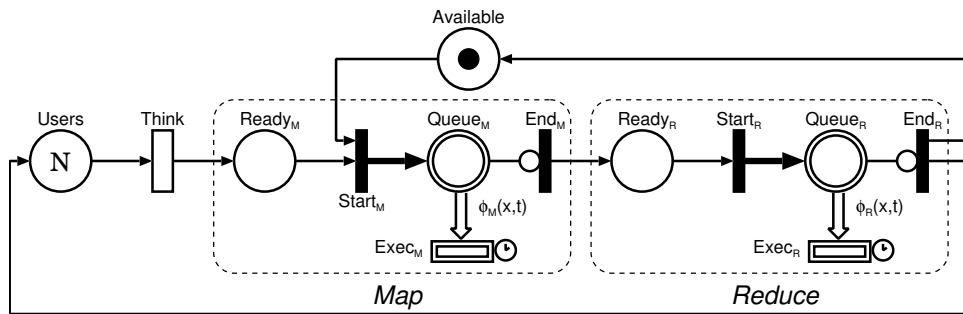 Available
Users Think Ready_M Queue_M End_M Ready_R Start_R Queue_R End_R
N
Start_M ϕ_M(x,t) ϕ_R(x,t)
Exec_M Exec_R
Map Reduce